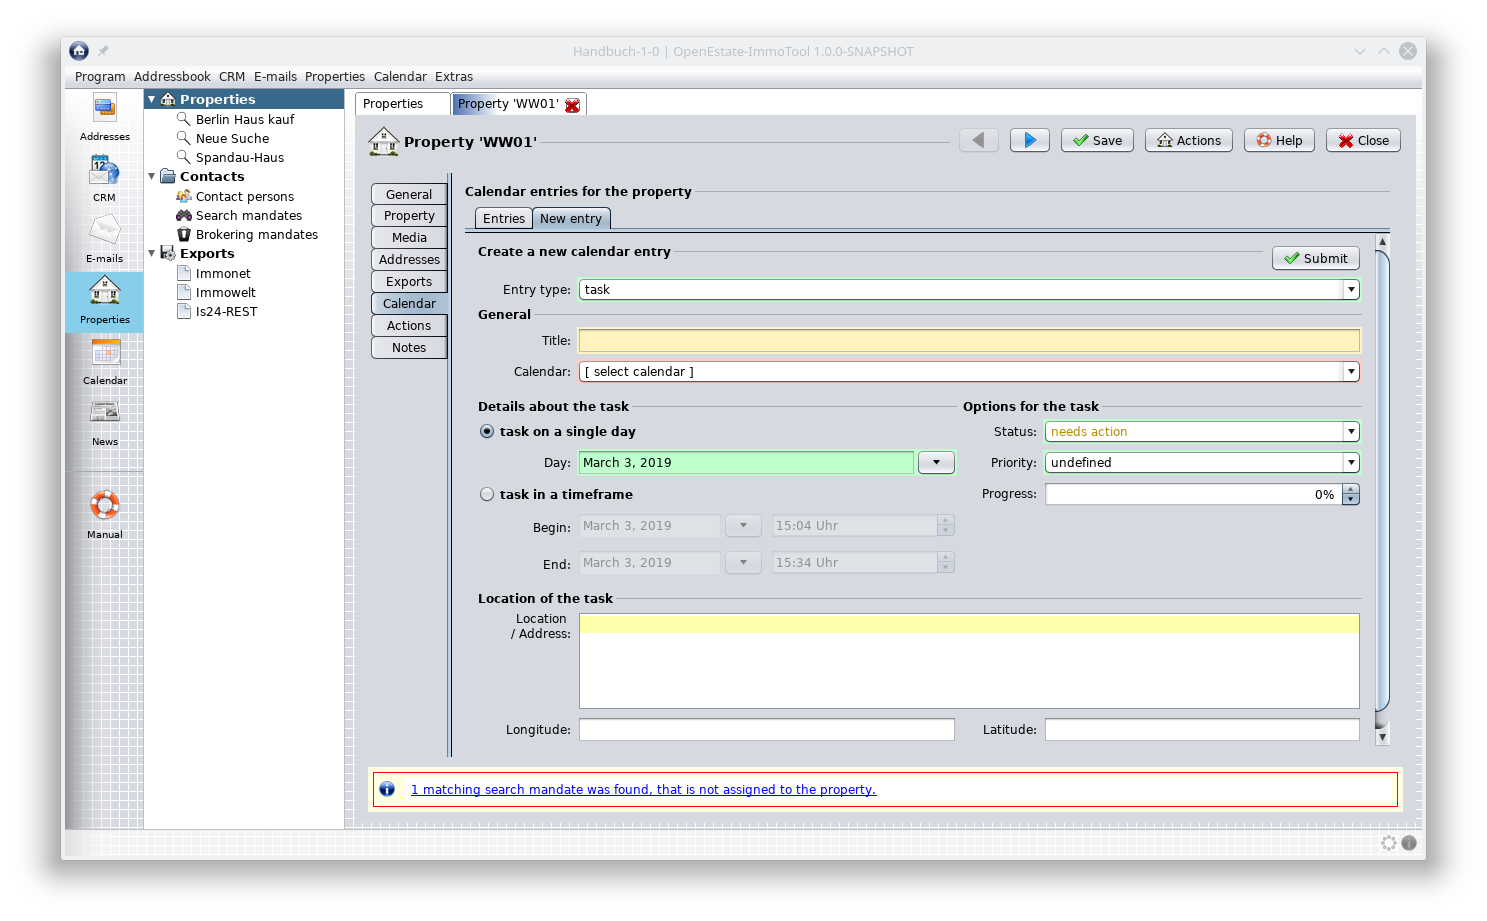 Handbuch-1-0 | OpenEstate-ImmoTool 1.0.0-SNAPSHOT
Program Addressbook CRM E-mails Properties Calendar Extras
Addresses
12
CRM
E-mails
Properties
Calendar
News
Manual
Properties
Berlin Haus kauf
Neue Suche
Spandau-Haus
Contacts
Contact persons
Search mandates
Brokering mandates
Exports
Immonet
Immowelt
Is24-REST
Properties Property 'WW01'
Property 'WW01' Save Actions Help Close
General
Property
Media
Addresses
Exports
Calendar
Actions
Notes
Calendar entries for the property
Entries New entry
Create a new calendar entry Submit
Entry type: task
General
Title:
Calendar: [ select calendar ]
Details about the task
task on a single day
Day: March 3, 2019
task in a timeframe
Begin: March 3, 2019 15:04 Uhr
End: March 3, 2019 15:34 Uhr
Options for the task
Status: needs action
Priority: undefined
Progress: 0%
Location of the task
Location
/ Address:
Longitude: Latitude:
1 matching search mandate was found, that is not assigned to the property.